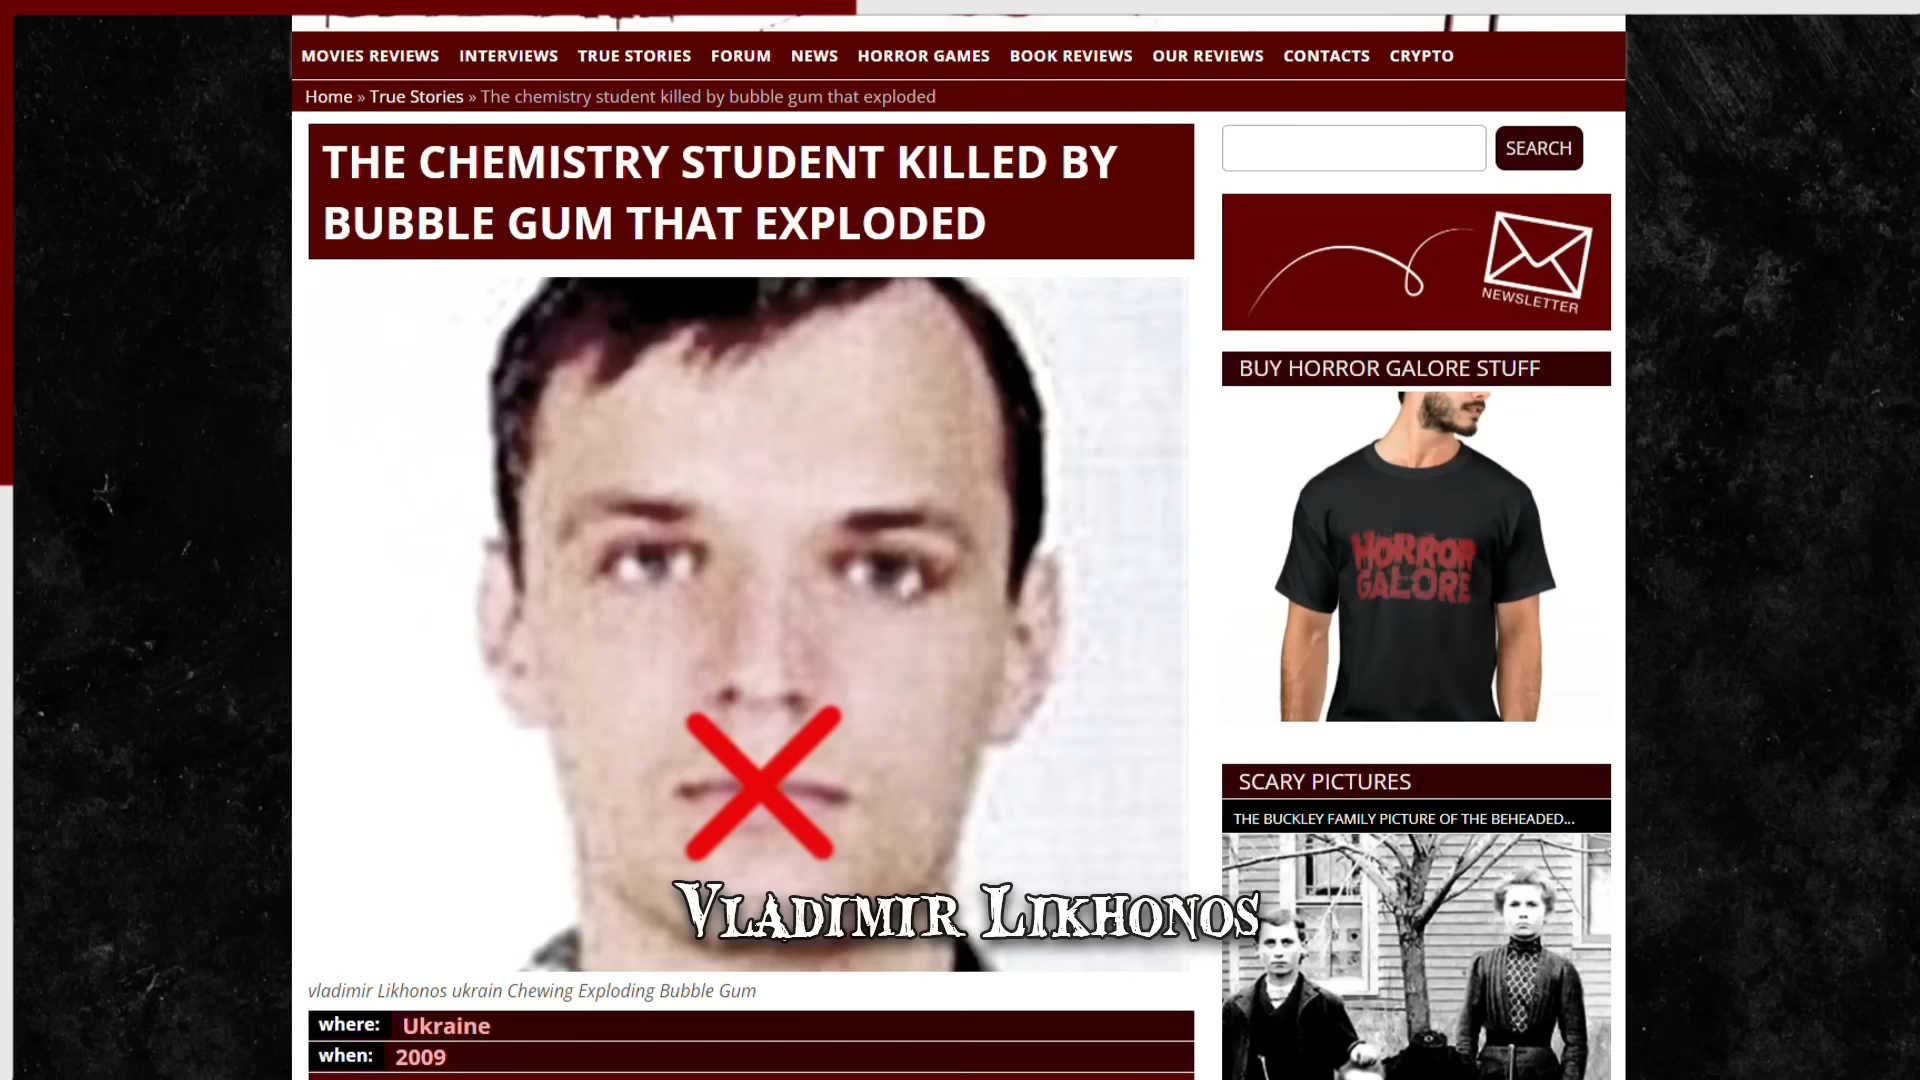 MOVIES REVIEWS INTERVIEWS TRUE STORIES FORUM NEWS HORROR GAMES BOOK REVIEWS OUR REVIEWS CONTACTS CRYPTO
Home » True Stories » The chemistry student killed by bubble gum that exploded
THE CHEMISTRY STUDENT KILLED BY
BUBBLE GUM THAT EXPLODED
SEARCH
NEWSLETTER
BUY HORROR GALORE STUFF
HORROR
GALORE
SCARY PICTURES
THE BUCKLEY FAMILY PICTURE OF THE BEHEADED...
VLADIMIR LIKHONOS
vladimir Likhonos ukrain Chewing Exploding Bubble Gum
where: Ukraine
when: 2009